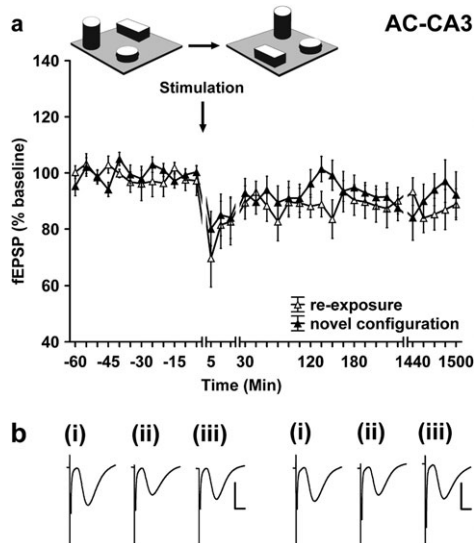 a
AC-CA3
Stimulation
140
120
100
80
60
40
fEPSP (% baseline)
re-exposure
novel configuration
-60 -45 -30 -15 5 30 120 180 1440 1500
Time (Min)
b
(i) (ii) (iii) (i) (ii) (iii)